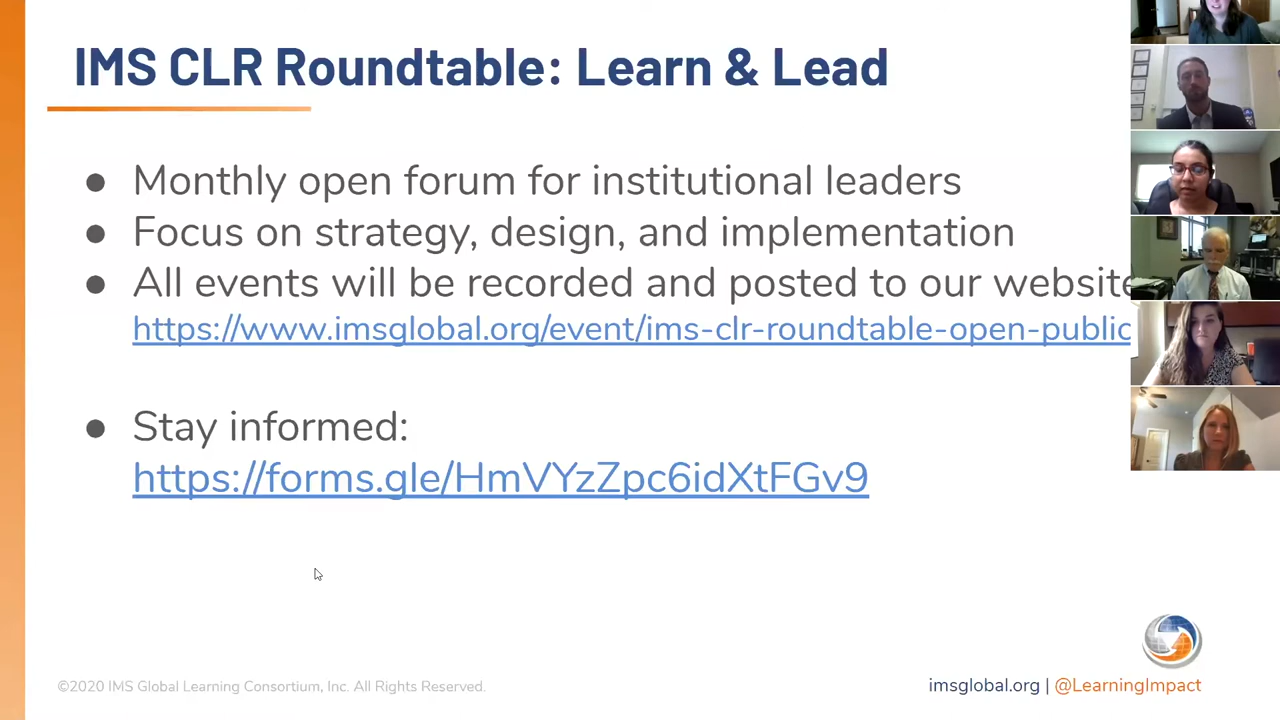 IMS CLR Roundtable: Learn & Lead
● Monthly open forum for institutional leaders
● Focus on strategy, design, and implementation
● All events will be recorded and posted to our website
https://www.imsglobal.org/event/ims-clr-roundtable-open-public
● Stay informed:
https://forms.gle/HmVYzZpc6idXtFGv9
©2020 IMS Global Learning Consortium, Inc. All Rights Reserved.
imsglobal.org | @LearningImpact